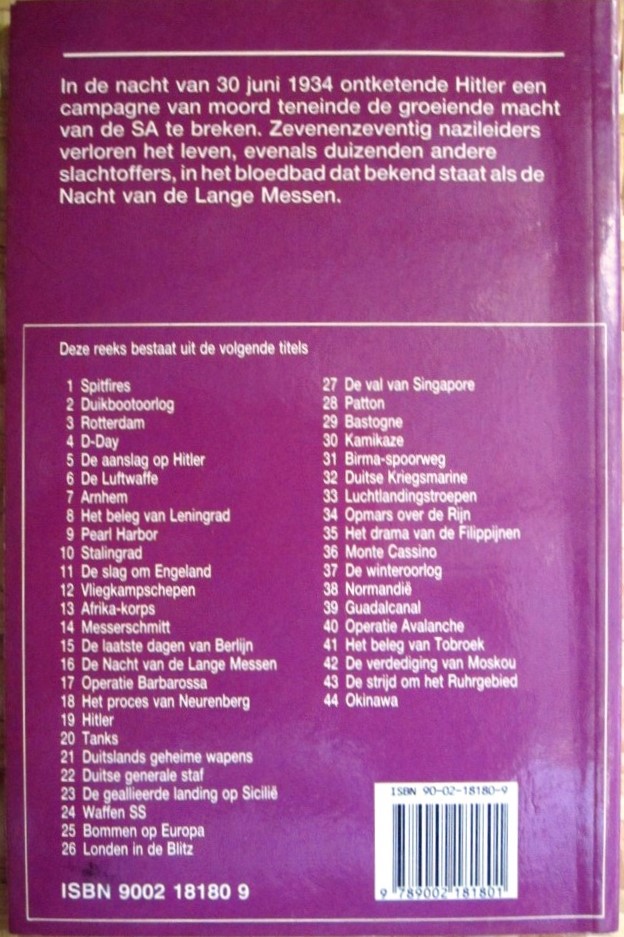 In de nacht van 30 juni 1934 ontketende Hitler een
campagne van moord teneinde de groeiende macht
van de SA te breken. Zevenenzeventig nazileiders
verloren het leven, evenals duizenden andere
slachtoffers, in het bloedbad dat bekend staat als de
Nacht van de Lange Messen.
Deze reeks bestaat uit de volgende titels
1 Spitfires
2 Duikbootoorlog
3 Rotterdam
4 D-Day
5 De aanslag op Hitler
6 De Luftwaffe
7 Arnhem
8 Het beleg van Leningrad
9 Pearl Harbor
10 Stalingrad
11 De slag om Engeland
12 Vliegkampschepen
13 Afrika-korps
14 Messerschmitt
15 De laatste dagen van Berlijn
16 De Nacht van de Lange Messen
17 Operatie Barbarossa
18 Het proces van Neurenberg
19 Hitler
20 Tanks
21 Duitslands geheime wapens
22 Duitse generale staf
23 De geallieerde landing op Sicilië
24 Waffen SS
25 Bommen op Europa
26 Londen in de Blitz
27 De val van Singapore
28 Patton
29 Bastogne
30 Kamikaze
31 Birma-spoorweg
32 Duitse Kriegsmarine
33 Luchtlandingstroepen
34 Opmars over de Rijn
35 Het drama van de Filippijnen
36 Monte Cassino
37 De winteroorlog
38 Normandië
39 Guadalcanal
40 Operatie Avalanche
41 Het beleg van Tobroek
42 De verdediging van Moskou
43 De strijd om het Ruhrgebied
44 Okinawa
ISBN 9002 18180 9
ISBN 90-02-18180-9
9 789002 181801